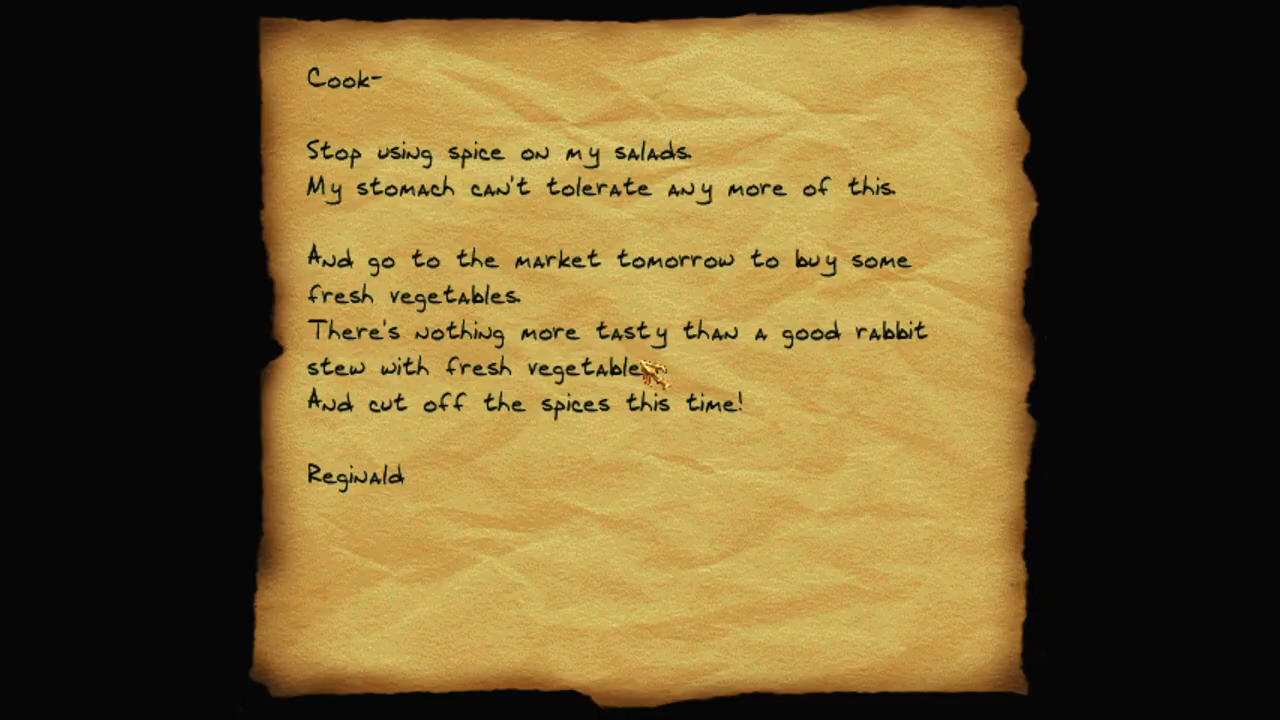 Cook-
Stop using spice on my salads.
My stomach can't tolerate any more of this.
And go to the market tomorrow to buy some
fresh vegetables.
There's nothing more tasty than a good rabbit
stew with fresh
And cut off the spices this time!
Reginald